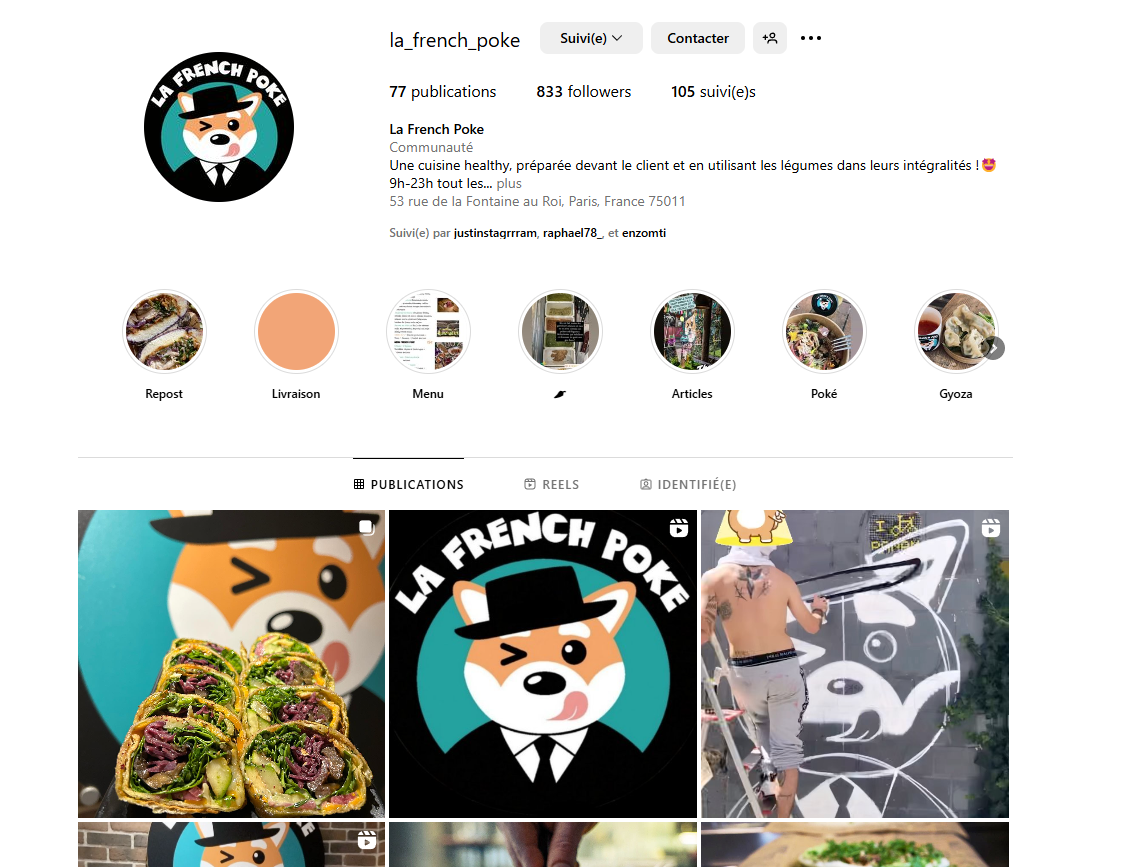 la_french_poke
Suivi(e)
Contacter
77 publications
833 followers
105 suivi(e)s
LA FRENCH POKE
La French Poke
Communauté
Une cuisine healthy, préparée devant le client et en utilisant les légumes dans leurs intégralités !🤩
9h-23h tout les... plus
53 rue de la Fontaine au Roi, Paris, France 75011
Suivi(e) par justinstagrrram, raphael78_, et enzomti
Repost
Livraison
Menu
Articles
Poké
Gyoza
PUBLICATIONS
REELS
IDENTIFIÉ(E)
LA FRENCH POKE